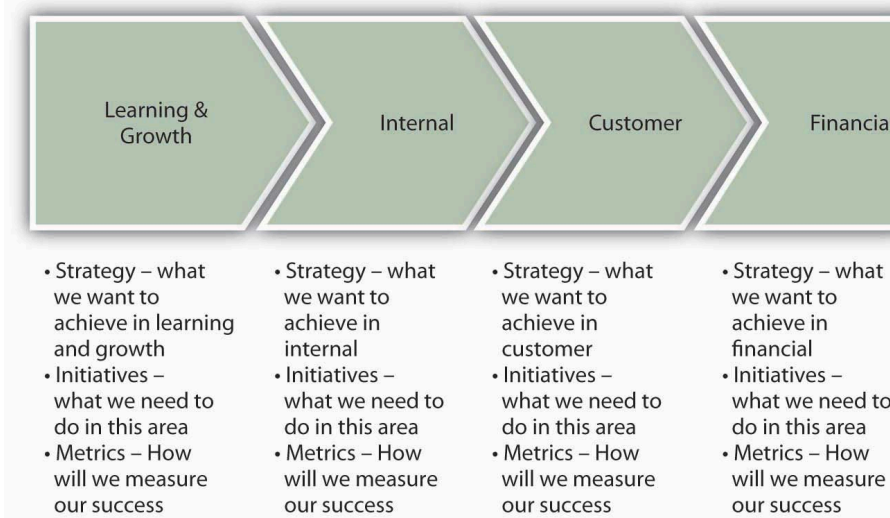 Learning &
Growth
Internal
Customer
Financia
• Strategy – what
we want to
achieve in learning
and growth
• Initiatives –
what we need to
do in this area
• Metrics – How
will we measure
our success
• Strategy – what
we want to
achieve in
internal
• Initiatives –
what we need to
do in this area
• Metrics – How
will we measure
our success
• Strategy – what
we want to
achieve in
customer
• Initiatives –
what we need to
do in this area
• Metrics – How
will we measure
our success
• Strategy – what
we want to
achieve in
financial
• Initiatives –
what we need to
do in this area
• Metrics – How
will we measure
our success